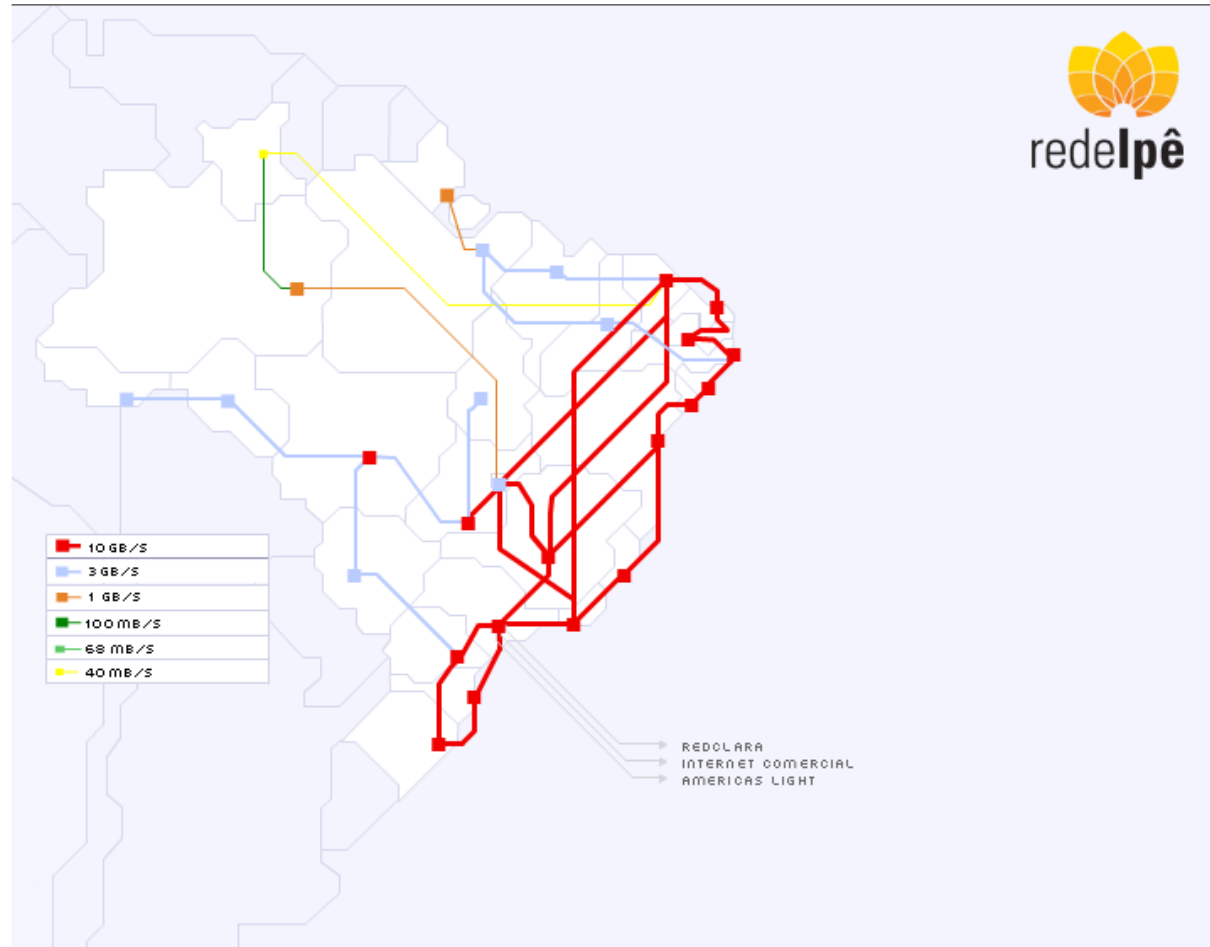 redeIpê
10 GB/S
3 GB/S
1 GB/S
100 MB/S
68 MB/S
40 MB/S
REDCLARA
INTERNET COMERCIAL
AMERICAS LIGHT